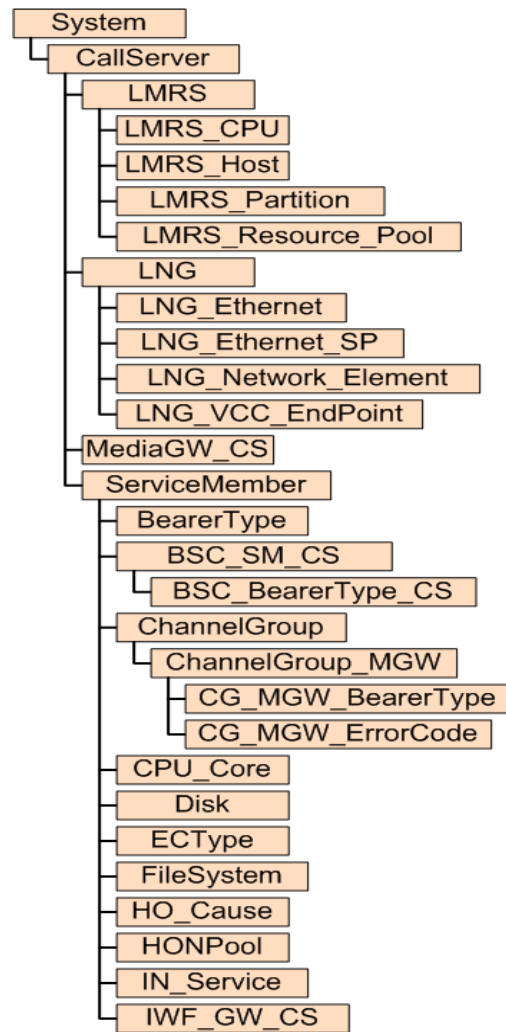 System
CallServer
LMRS
LMRS_CPU
LMRS_Host
LMRS_Partition
LMRS_Resource_Pool
LNG
LNG_Ethernet
LNG_Ethernet_SP
LNG_Network_Element
LNG_VCC_EndPoint
MediaGW_CS
ServiceMember
BearerType
BSC_SM_CS
BSC_BearerType_CS
ChannelGroup
ChannelGroup_MGW
CG_MGW_BearerType
CG_MGW_ErrorCode
CPU_Core
Disk
ECType
FileSystem
HO_Cause
HONPool
IN_Service
IWF_GW_CS